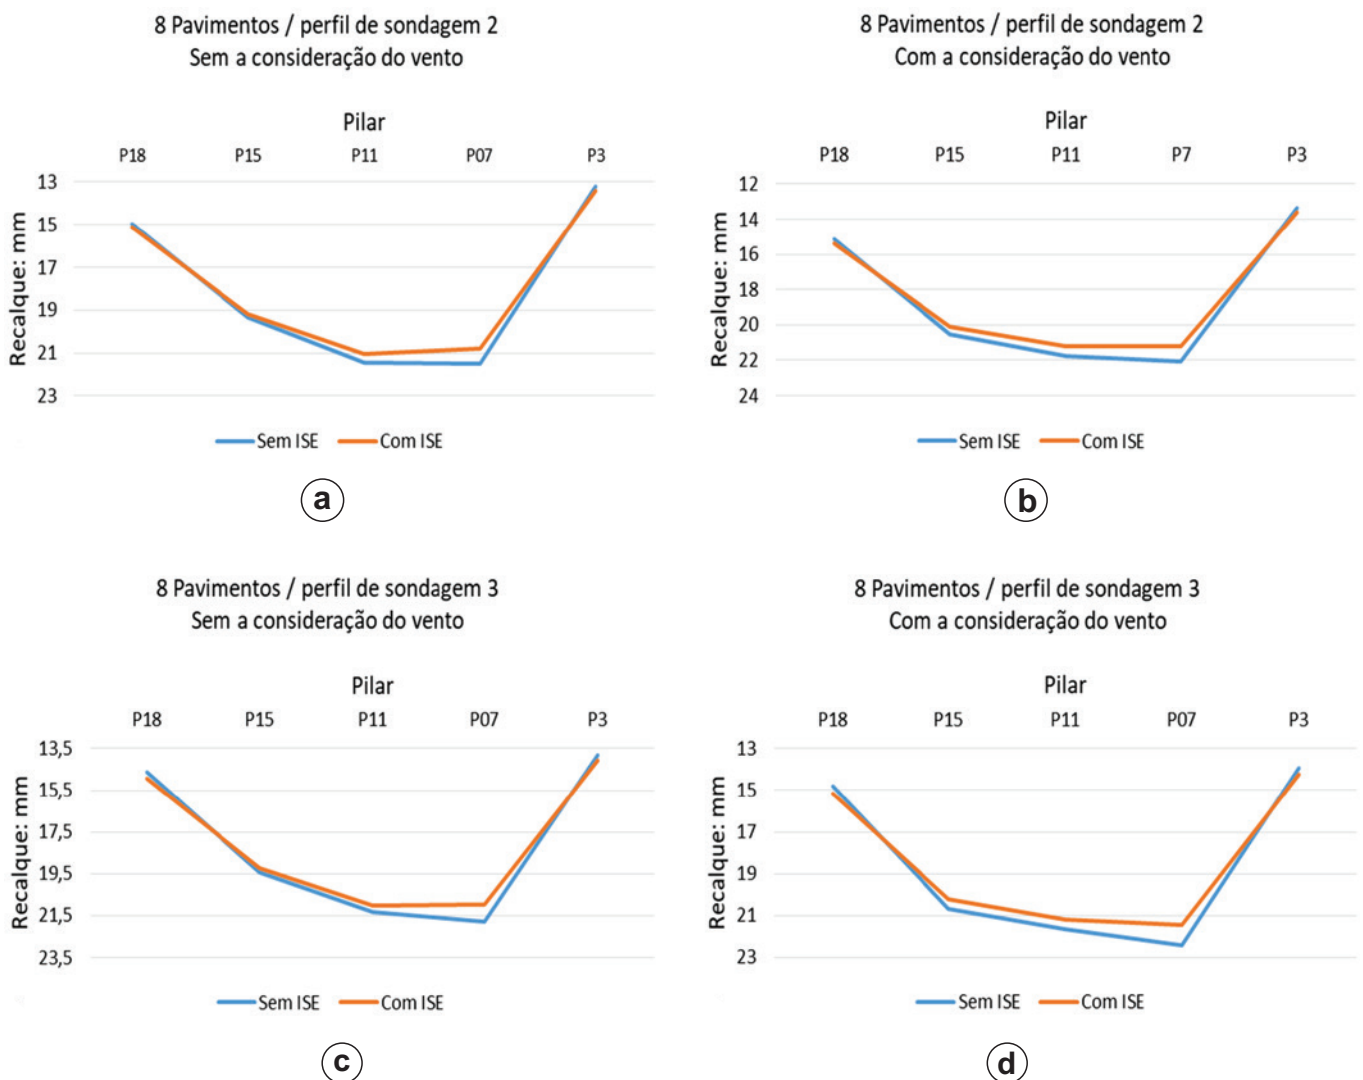 8 Pavimentos / perfil de sondagem 2
Sem a consideração do vento
Pilar
P18 P15 P11 P07 P3
13
15
17
19
21
23
Recalque: mm
Sem ISE Com ISE
a
8 Pavimentos / perfil de sondagem 2
Com a consideração do vento
Pilar
P18 P15 P11 P7 P3
12
14
16
18
20
22
24
Recalque: mm
Sem ISE Com ISE
b
8 Pavimentos / perfil de sondagem 3
Sem a consideração do vento
Pilar
P18 P15 P11 P07 P3
13,5
15,5
17,5
19,5
21,5
23,5
Recalque: mm
Sem ISE Com ISE
c
8 Pavimentos / perfil de sondagem 3
Com a consideração do vento
Pilar
P18 P15 P11 P07 P3
13
15
17
19
21
23
Recalque: mm
Sem ISE Com ISE
d